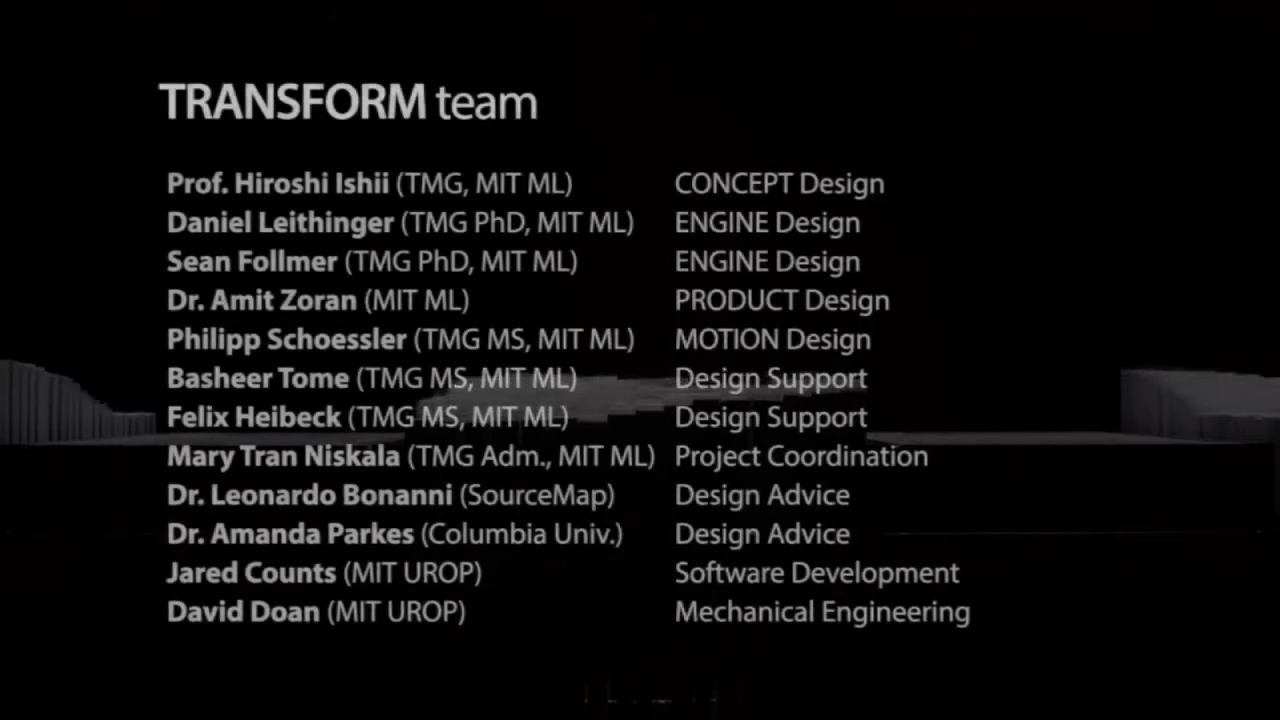 TRANSFORM team
Prof. Hiroshi Ishii (TMG, MIT ML) CONCEPT Design
Daniel Leithinger (TMG PhD, MIT ML) ENGINE Design
Sean Follmer (TMG PhD, MIT ML) ENGINE Design
Dr. Amit Zoran (MIT ML) PRODUCT Design
Philipp Schoessler (TMG MS, MIT ML) MOTION Design
Basheer Tome (TMG MS, MIT ML) Design Support
Felix Heibeck (TMG MS, MIT ML) Design Support
Mary Tran Niskala (TMG Adm., MIT ML) Project Coordination
Dr. Leonardo Bonanni (SourceMap) Design Advice
Dr. Amanda Parkes (Columbia Univ.) Design Advice
Jared Counts (MIT UROP) Software Development
David Doan (MIT UROP) Mechanical Engineering